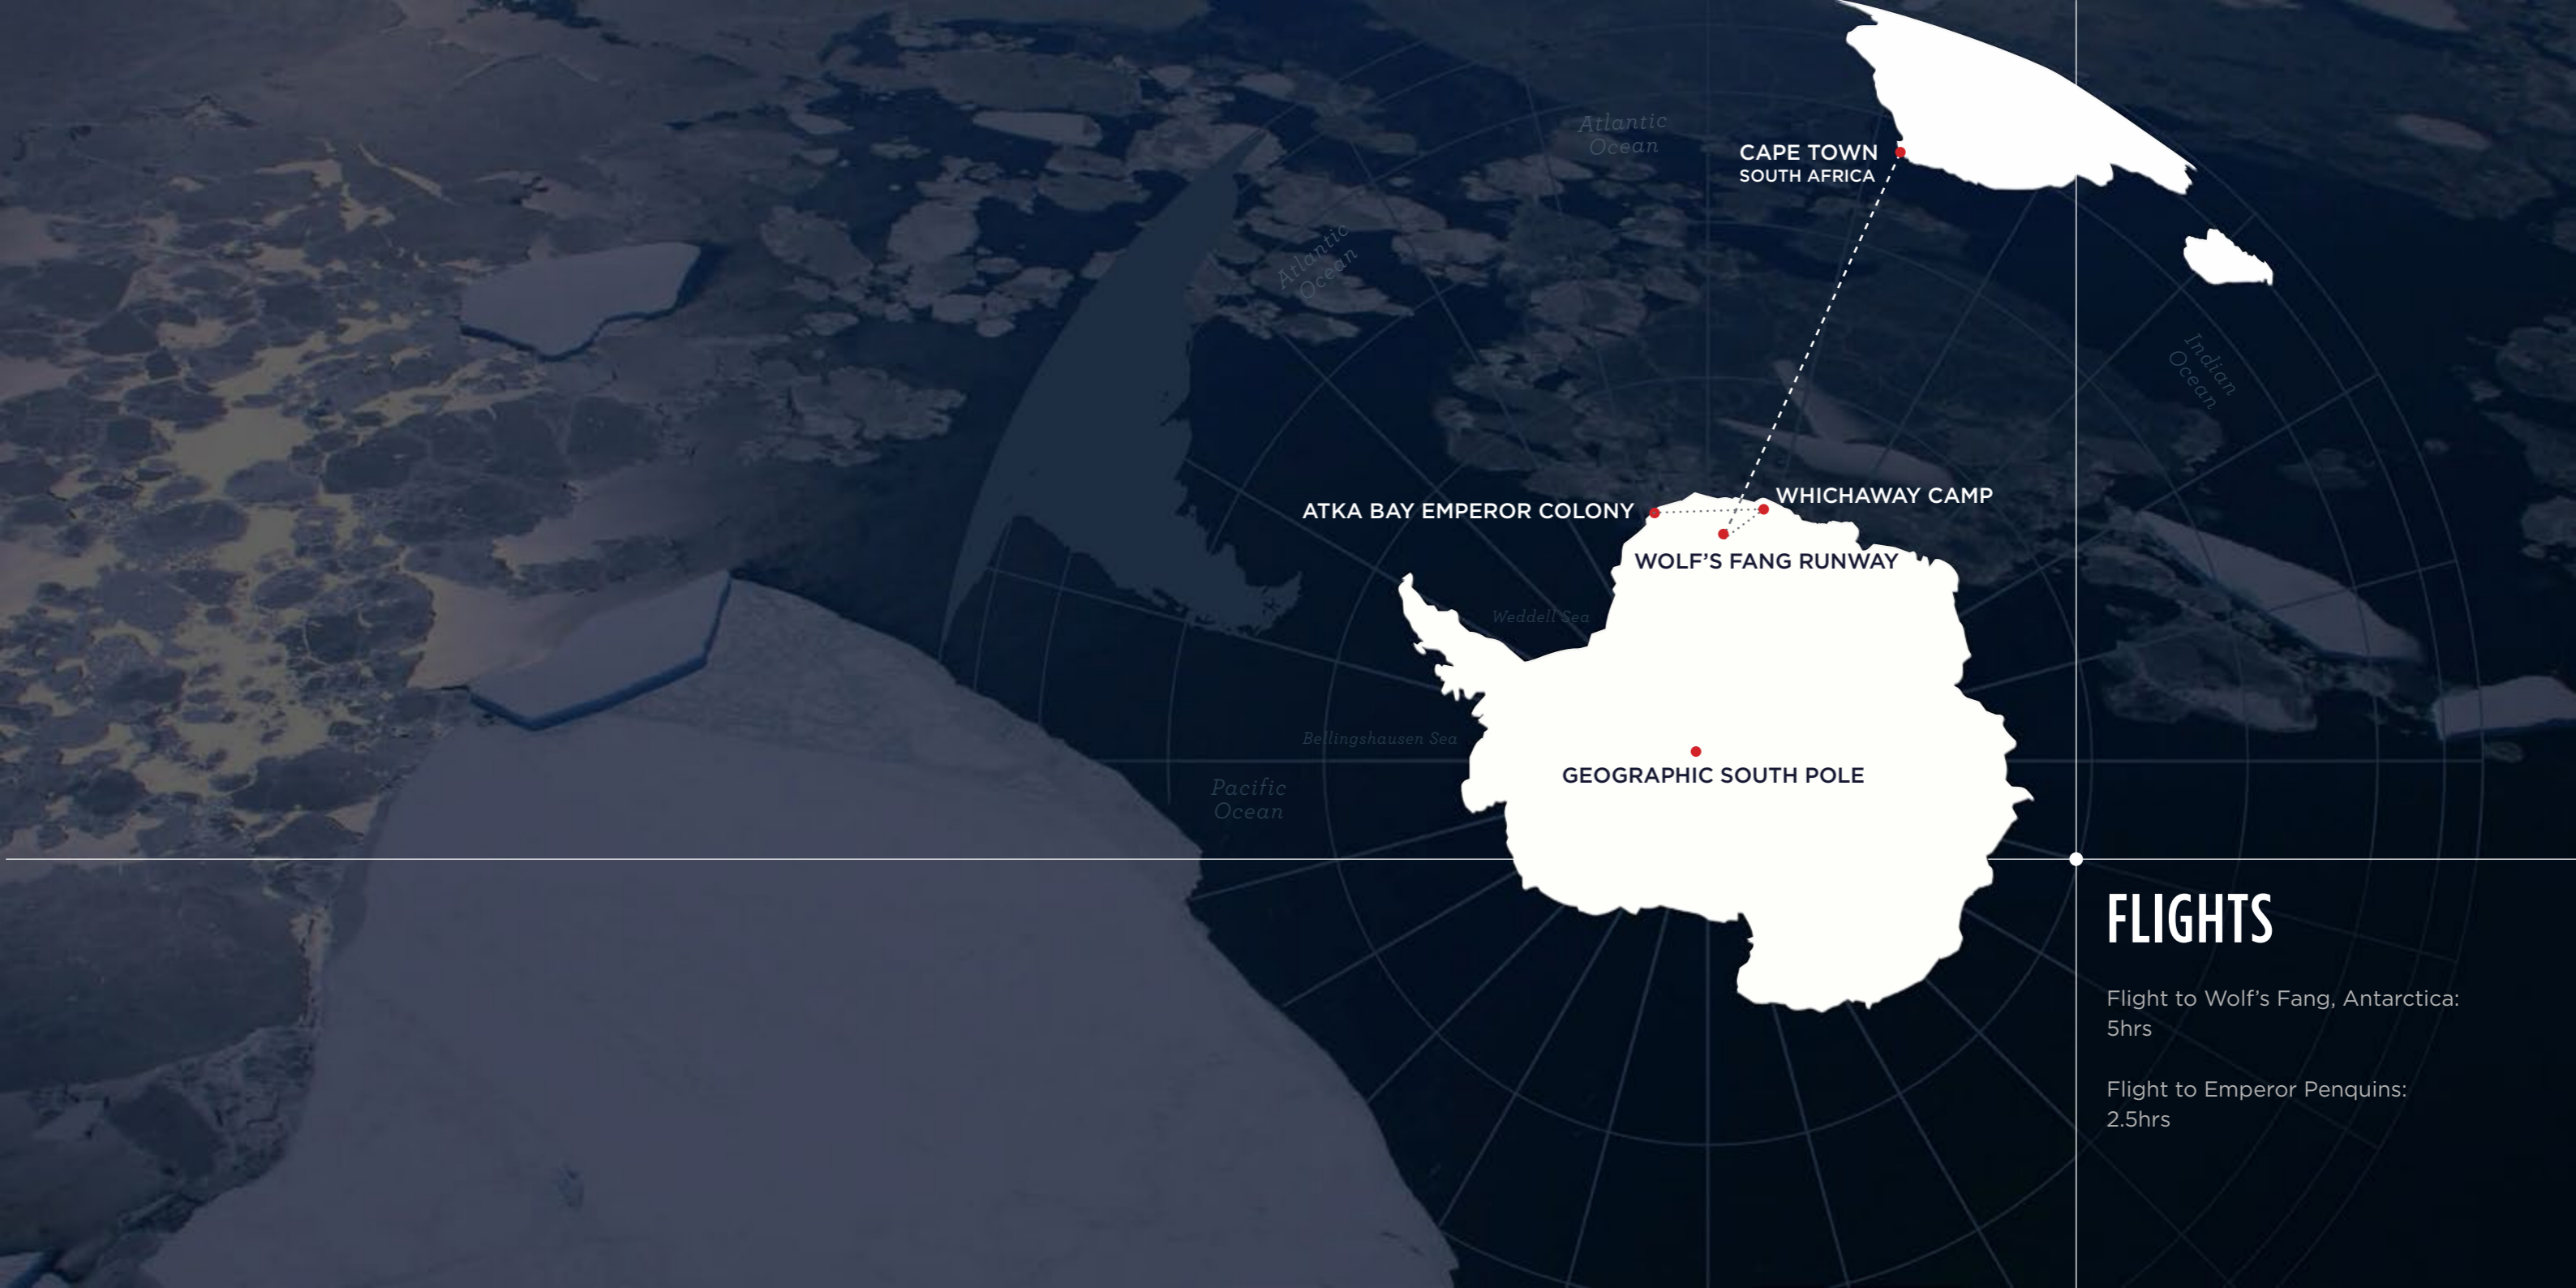 Atlantic
Ocean
CAPE TOWN
SOUTH AFRICA
Atlantic
Ocean
Indian
Ocean
WHICHAWAY CAMP
ATKA BAY EMPEROR COLONY
WOLF’S FANG RUNWAY
Weddell Sea
Bellingshausen Sea
GEOGRAPHIC SOUTH POLE
Pacific
Ocean
FLIGHTS
Flight to Wolf’s Fang, Antarctica:
5hrs
Flight to Emperor Penquins:
2.5hrs